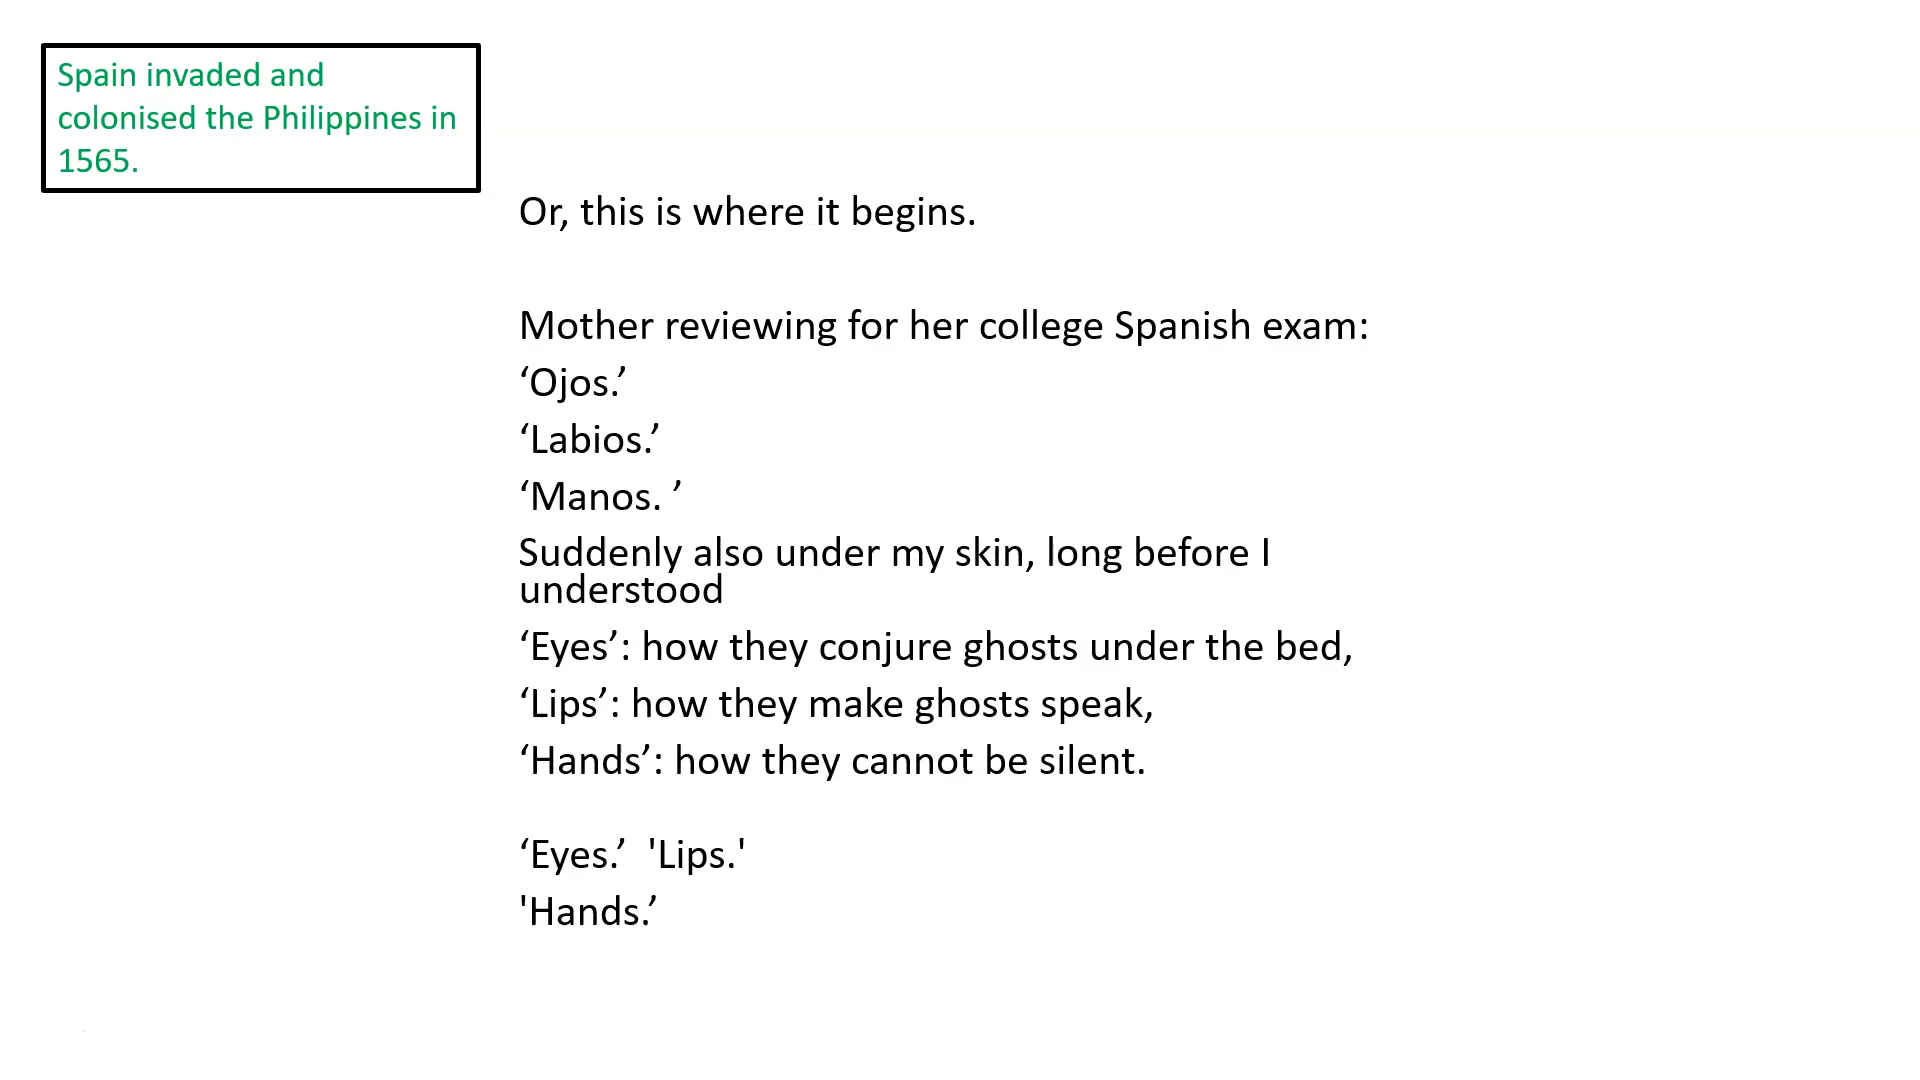 Spain invaded and
colonised the Philippines in
1565.
Or, this is where it begins.
Mother reviewing for her college Spanish exam:
‘Ojos.’
‘Labios.’
‘Manos. ’
Suddenly also under my skin, long before I
understood
‘Eyes’: how they conjure ghosts under the bed,
‘Lips’: how they make ghosts speak,
‘Hands’: how they cannot be silent.
‘Eyes.’  'Lips.'
'Hands.’